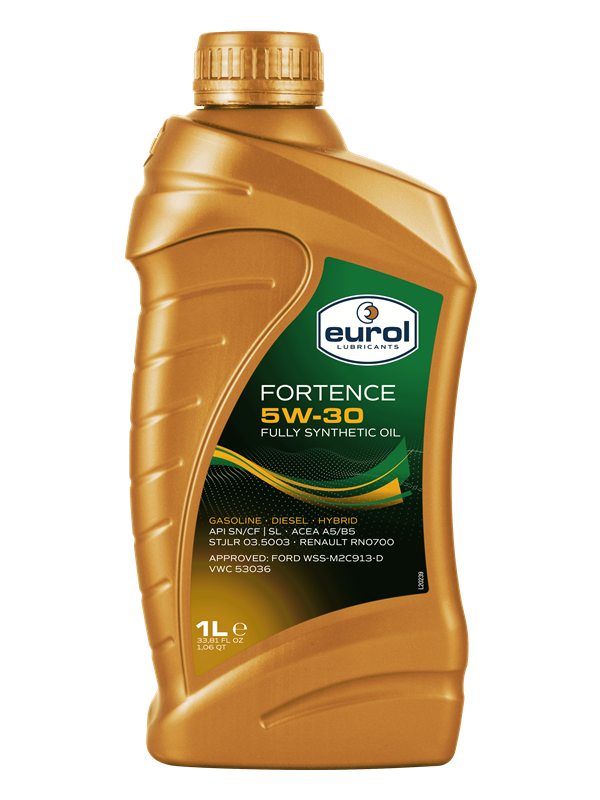 eurol
LUBRICANTS
FORTENCE
5W-30
FULLY SYNTHETIC OIL
GASOLINE · DIESEL · HYBRID
API SN/CF | SL · ACEA A5/B5
STJLR 03.5003 · RENAULT RN0700
APPROVED: FORD WSS-M2C913-D
VWC 53036
L20239
1L e
33,81 FL OZ
1,06 QT